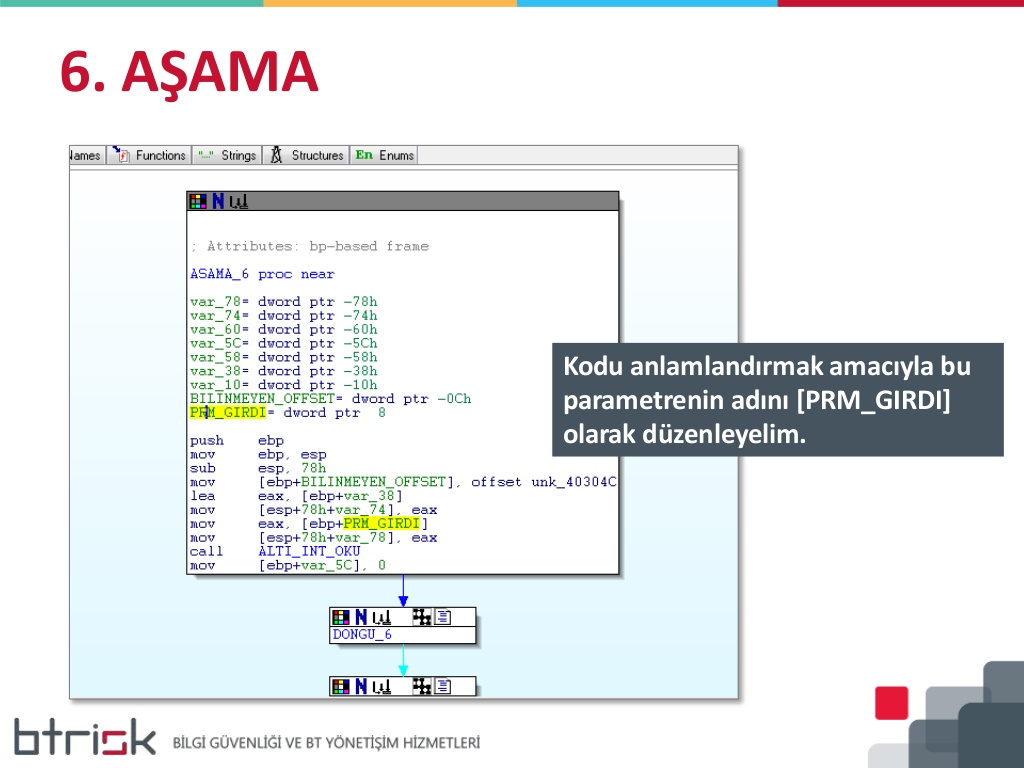 6. AŞAMA
Names Functions "..." Strings Structures En Enums
; Attributes: bp-based frame
ASAMA_6 proc near
var_78= dword ptr -78h
var_74= dword ptr -74h
var_60= dword ptr -60h
var_5C= dword ptr -5Ch
var_58= dword ptr -58h
var_38= dword ptr -38h
var_10= dword ptr -10h
BILINMEYEN_OFFSET= dword ptr -0Ch
PRM_GIRDI= dword ptr  8
push    ebp
mov     ebp, esp
sub     esp, 78h
mov     [ebp+BILINMEYEN_OFFSET], offset unk_40304C
lea     eax, [ebp+var_38]
mov     [esp+78h+var_74], eax
mov     eax, [ebp+PRM_GIRDI]
mov     [esp+78h+var_78], eax
call    ALTI_INT_OKU
mov     [ebp+var_5C], 0
Kodu anlamlandırmak amacıyla bu
parametrenin adını [PRM_GIRDI]
olarak düzenleyelim.
DONGU_6
btrisk BİLGİ GÜVENLİĞİ VE BT YÖNETİŞİM HİZMETLERİ